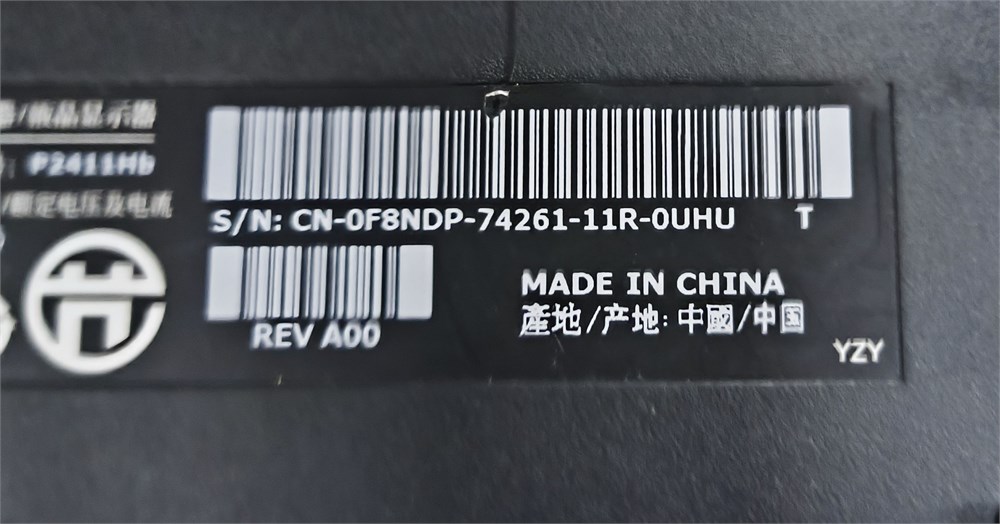 /液晶显示器
P2411Hb
/额定电压及电流
S/N: CN-0F8NDP-74261-11R-0UHU T
REV A00
MADE IN CHINA
產地/产地: 中國/中国
YZY